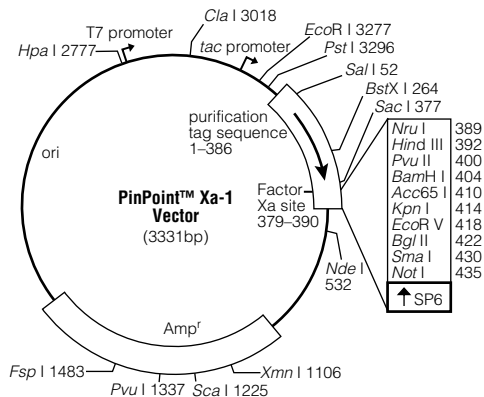 Cla I 3018
T7 promoter
Hpa I 2777
tac promoter
EcoR I 3277
Pst I 3296
Sal I 52
BstX I 264
Sac I 377
purification
tag sequence
1–386
ori
Factor
Xa site
379–390
PinPoint™ Xa-1
Vector
(3331bp)
Nru I 389
Hind III 392
Pvu II 400
BamH I 404
Acc65 I 410
Kpn I 414
EcoR V 418
Bgl II 422
Sma I 430
Not I 435
↑ SP6
Nde I
532
Ampr
Fsp I 1483
Pvu I 1337
Sca I 1225
Xmn I 1106